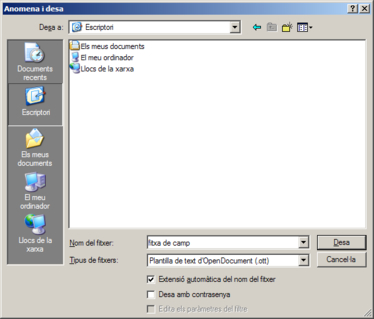 Anomena i desa
Desa a:
Escriptori
Documents
recents
Escriptori
Els meus
documents
El meu
ordinador
Llocs de la
xarxa
Els meus documents
El meu ordinador
Llocs de la xarxa
Nom del fitxer:
fitxa de camp
Desa
Tipus de fitxers:
Plantilla de text d'OpenDocument (.ott)
Cancel·la
Extensió automàtica del nom del fitxer
Desa amb contrasenya
Edita els paràmetres del filtre